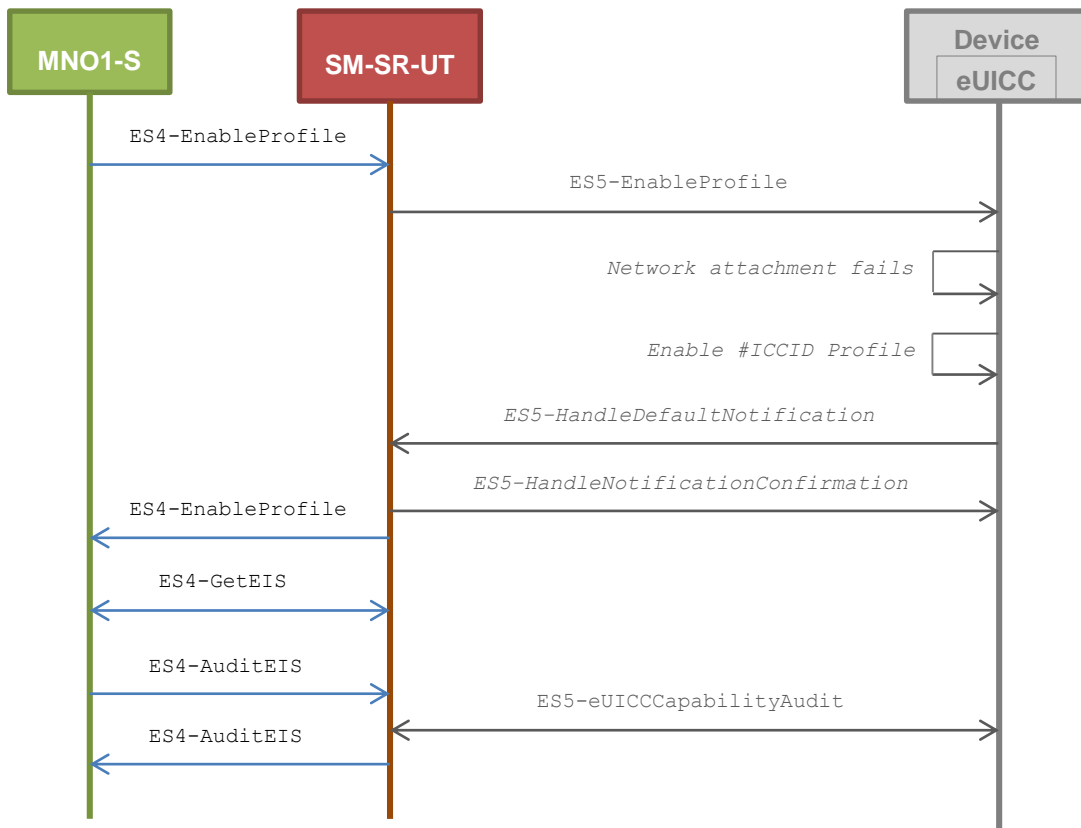 MNO1-S
SM-SR-UT
Device
eUICC
ES4-EnableProfile
ES5-EnableProfile
Network attachment fails
Enable #ICCID Profile
ES5-HandleDefaultNotification
ES5-HandleNotificationConfirmation
ES4-EnableProfile
ES4-GetEIS
ES4-AuditEIS
ES5-eUICCCapabilityAudit
ES4-AuditEIS